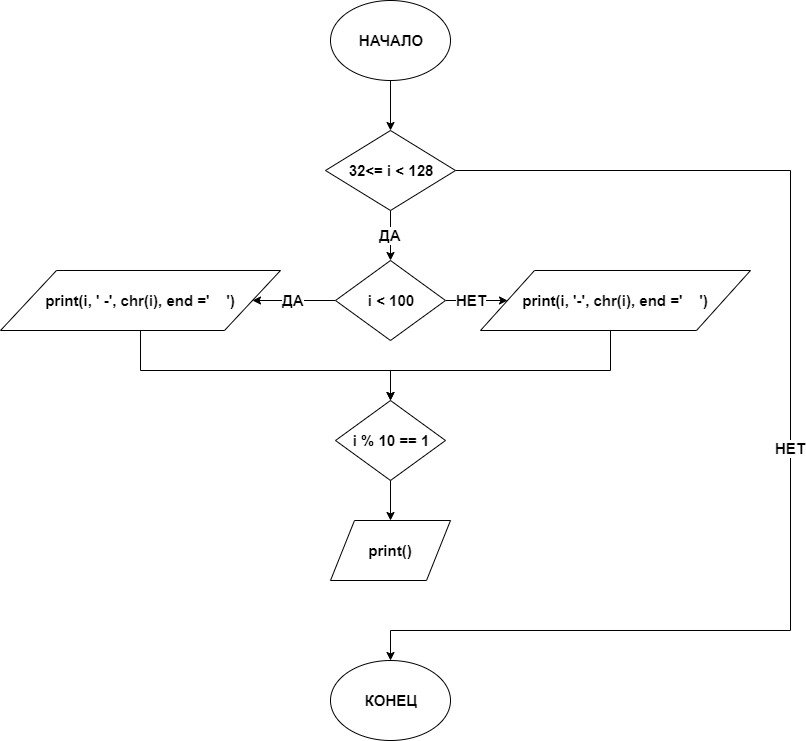 НАЧАЛО
32<= i < 128
ДА
i < 100
ДА
НЕТ
print(i, ' -', chr(i), end ='    ')
print(i, '-', chr(i), end ='    ')
i % 10 == 1
НЕТ
print()
КОНЕЦ